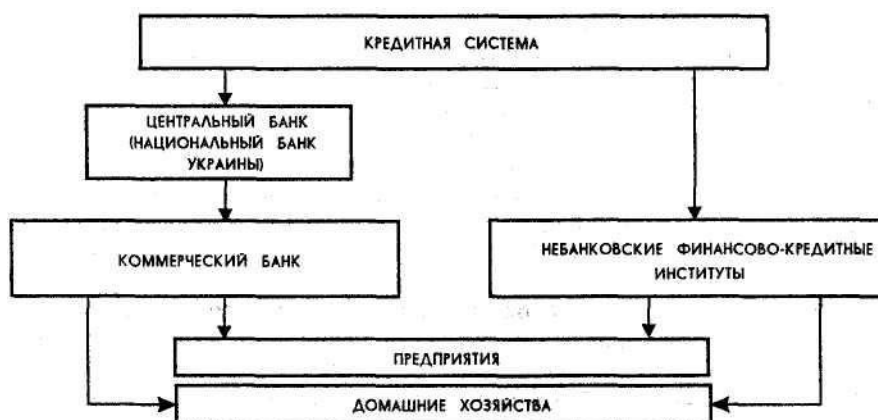 КРЕДИТНАЯ СИСТЕМА
ЦЕНТРАЛЬНЫЙ БАНК
(НАЦИОНАЛЬНЫЙ БАНК
УКРАИНЫ)
КОММЕРЧЕСКИЙ БАНК
НЕБАНКОВСКИЕ ФИНАНСОВО-КРЕДИТНЫЕ
ИНСТИТУТЫ
ПРЕДПРИЯТИЯ
ДОМАШНИЕ ХОЗЯЙСТВА